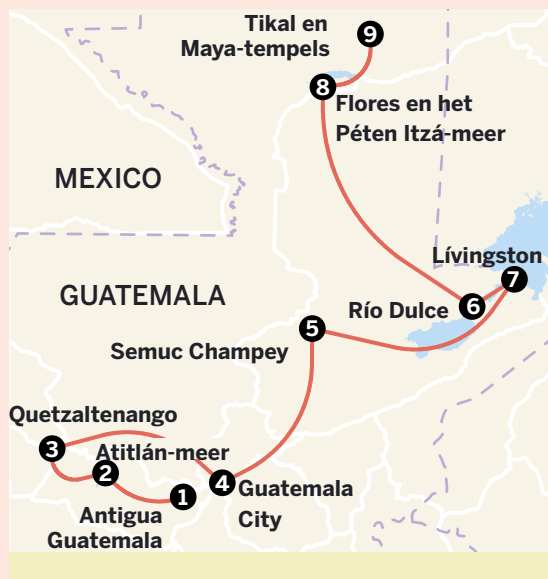 9
Tikal en
Maya-tempels
8
Flores en het
Péten Itzá-meer
MEXICO
Lívingston
7
GUATEMALA
Río Dulce
6
5
Semuc Champey
Quetzaltenango
3
Atitlán-meer
2
4
Guatemala
City
1
Antigua
Guatemala